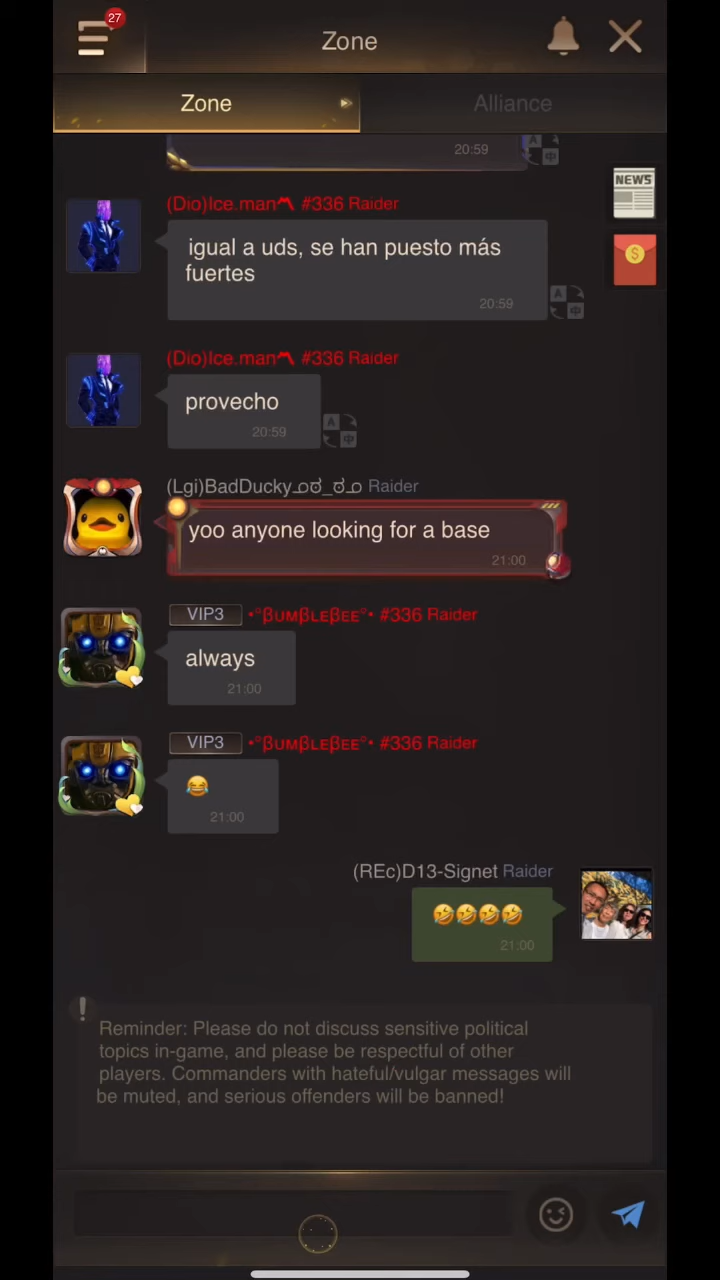 27
Zone
Zone
Alliance
20:59
NEWS
(Dio)Ice.man #336 Raider
igual a uds, se han puesto más
fuertes
20:59
(Dio)Ice.man #336 Raider
provecho
20:59
(Lgi)BadDucky_ಠ_ಠ_ Raider
yoo anyone looking for a base
21:00
VIP3 •°βᴜᴍβʟᴇβᴇᴇ°• #336 Raider
always
21:00
VIP3 •°βᴜᴍβʟᴇβᴇᴇ°• #336 Raider
😂
21:00
(REc)D13-Signet Raider
🤣🤣🤣🤣
21:00
Reminder: Please do not discuss sensitive political
topics in-game, and please be respectful of other
players. Commanders with hateful/vulgar messages will
be muted, and serious offenders will be banned!